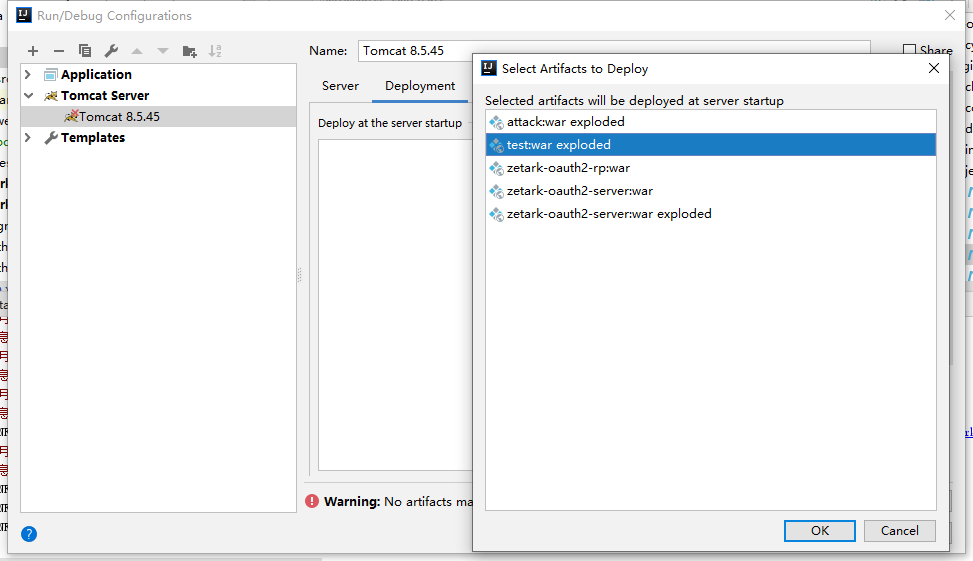 Run/Debug Configurations
Name:
Tomcat 8.5.45
Share
Application
Tomcat Server
Tomcat 8.5.45
Templates
Server
Deployment
Deploy at the server startup
Warning: No artifacts ma
Select Artifacts to Deploy
Selected artifacts will be deployed at server startup
attack:war exploded
test:war exploded
zetark-oauth2-rp:war
zetark-oauth2-server:war
zetark-oauth2-server:war exploded
OK
Cancel